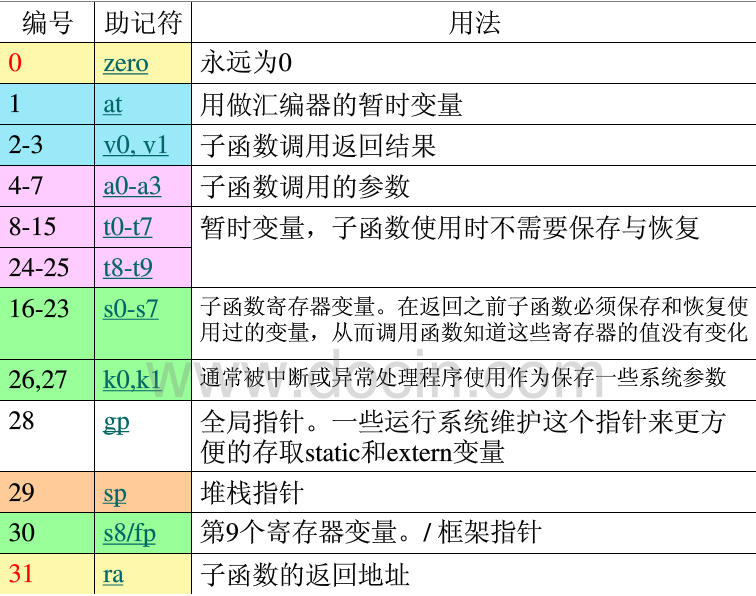 编号 助记符 用法
0 zero 永远为0
1 at 用做汇编器的暂时变量
2-3 v0, v1 子函数调用返回结果
4-7 a0-a3 子函数调用的参数
8-15 t0-t7 暂时变量，子函数使用时不需要保存与恢复
24-25 t8-t9
16-23 s0-s7 子函数寄存器变量。在返回之前子函数必须保存和恢复使
用过的变量，从而调用函数知道这些寄存器的值没有变化
26,27 k0,k1 通常被中断或异常处理程序使用作为保存一些系统参数
www.docin.com
28 gp 全局指针。一些运行系统维护这个指针来更方
便的存取static和extern变量
29 sp 堆栈指针
30 s8/fp 第9个寄存器变量。/ 框架指针
31 ra 子函数的返回地址